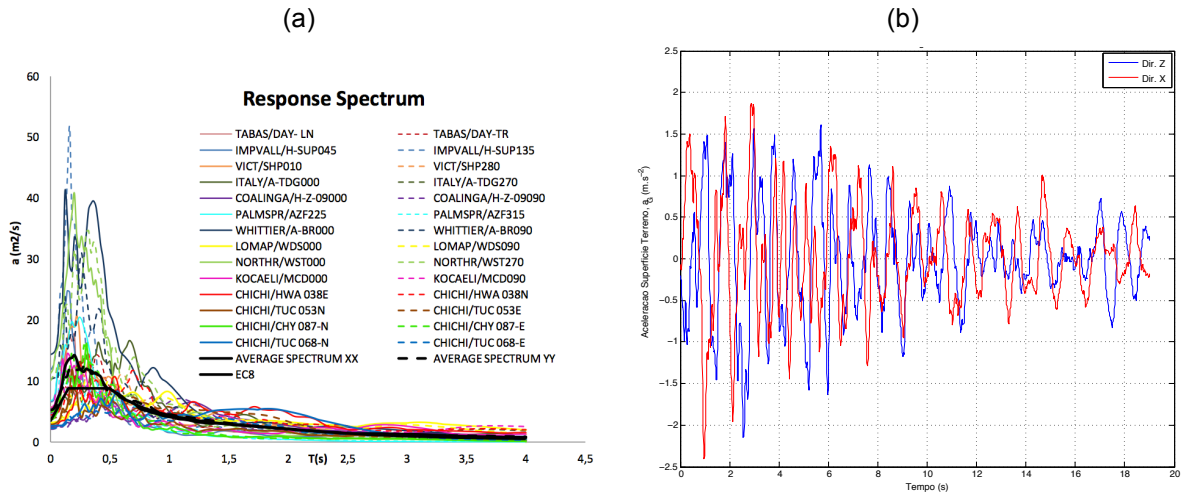 (a)
(b)
Response Spectrum
a (m2/s)
60
50
40
30
20
10
0
TABAS/DAY- LN
TABAS/DAY-TR
IMPVALL/H-SUP045
IMPVALL/H-SUP135
VICT/SHP010
VICT/SHP280
ITALY/A-TDG000
ITALY/A-TDG270
COALINGA/H-Z-09000
COALINGA/H-Z-09090
PALMSPR/AZF225
PALMSPR/AZF315
WHITTIER/A-BR000
WHITTIER/A-BR090
LOMAP/WDS000
LOMAP/WDS090
NORTHR/WST000
NORTHR/WST270
KOCAELI/MCD000
KOCAELI/MCD090
CHICHI/HWA 038E
CHICHI/HWA 038N
CHICHI/TUC 053N
CHICHI/TUC 053E
CHICHI/CHY 087-N
CHICHI/CHY 087-E
CHICHI/TUC 068-N
CHICHI/TUC 068-E
AVERAGE SPECTRUM XX
AVERAGE SPECTRUM YY
EC8
0 0,5 1 1,5 T(s) 2 2,5 3 3,5 4 4,5
Aceleracao Superficie Terreno, a_G (m.s-2)
2.5
2
1.5
1
0.5
0
−0.5
−1
−1.5
−2
−2.5
Dir. Z
Dir. X
0 2 4 6 8 10 12 14 16 18 20
Tempo (s)